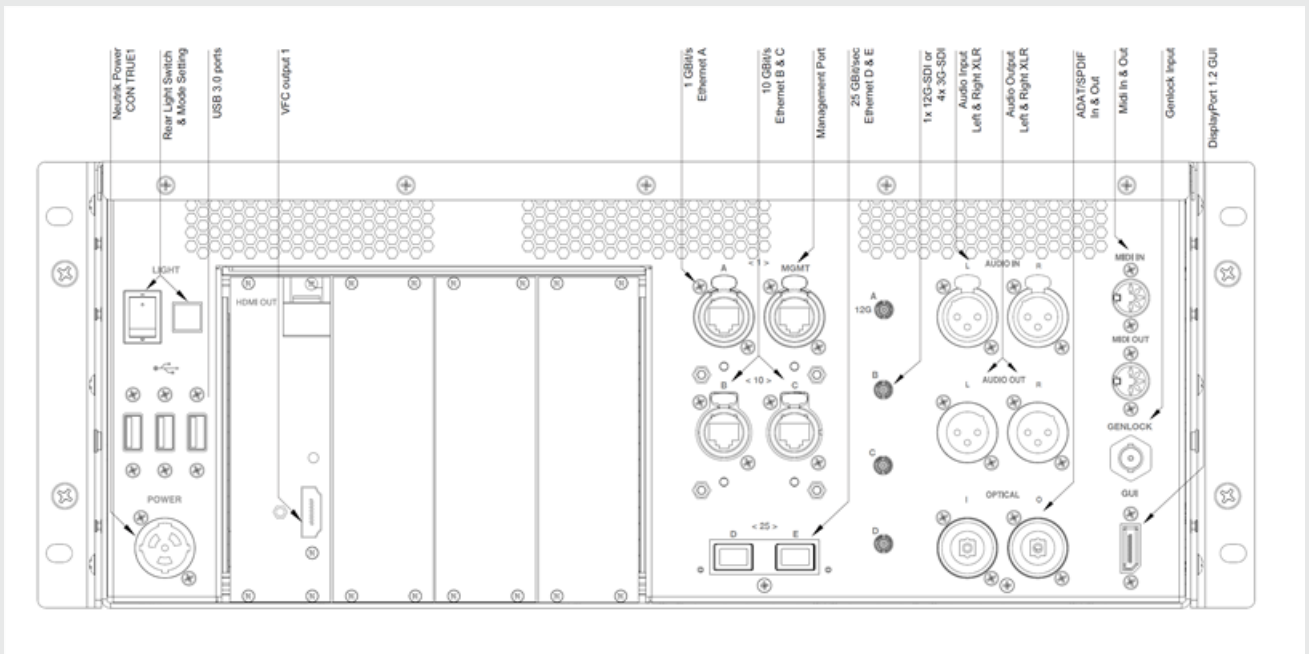 Neutrik Power
CON TRUE1
Rear Light Switch
& Mode Setting
USB 3.0 ports
VFC output 1
1 GBit/s
Ethernet A
10 GBit/s
Ethernet B & C
Management Port
25 GBit/sec
Ethernet D & E
1x 12G-SDI or
4x 3G-SDI
Audio Input
Left & Right XLR
Audio Output
Left & Right XLR
ADAT/SPDIF
In & Out
Midi In & Out
Genlock Input
DisplayPort 1.2 GUI
LIGHT
HDMI OUT
POWER
A < 1 > MGMT
B < 10 > C
D < 25 > E
A
12G
B
C
D
L AUDIO IN R
L AUDIO OUT R
I OPTICAL O
MIDI IN
MIDI OUT
GENLOCK
GUI